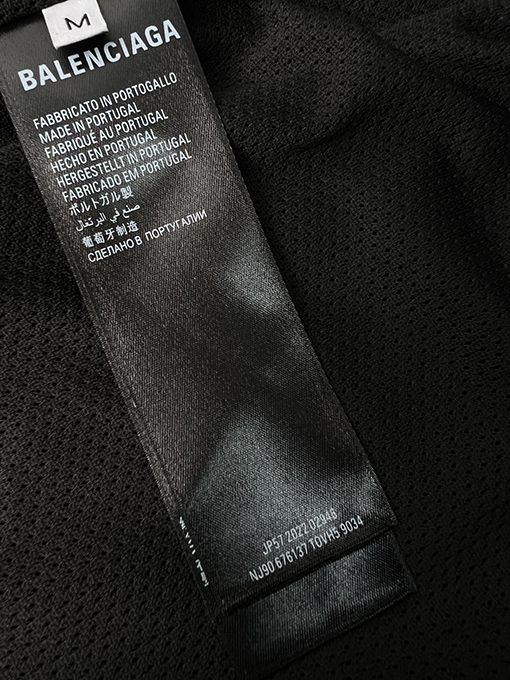 M
BALENCIAGA
FABBRICATO IN PORTOGALLO
MADE IN PORTUGAL
FABRIQUÉ AU PORTUGAL
HECHO EN PORTUGAL
HERGESTELLT IN PORTUGAL
FABRICADO EM PORTUGAL
ポルトガル製
صنع في البرتغال
葡萄牙制造
СДЕЛАНО В ПОРТУГАЛИИ
JP57 2022 02946
NJ90 676137 TOVH5 9034